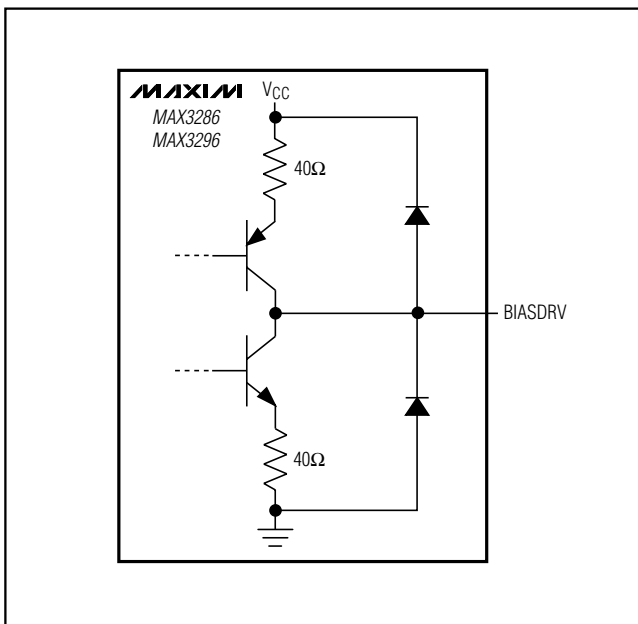 MAXIM
MAX3286
MAX3296
VCC
40Ω
BIASDRV
40Ω